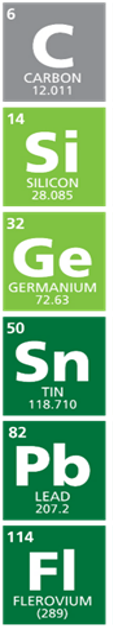 6
C
CARBON
12.011
14
Si
SILICON
28.085
32
Ge
GERMANIUM
72.63
50
Sn
TIN
118.710
82
Pb
LEAD
207.2
114
Fl
FLEROVIUM
(289)